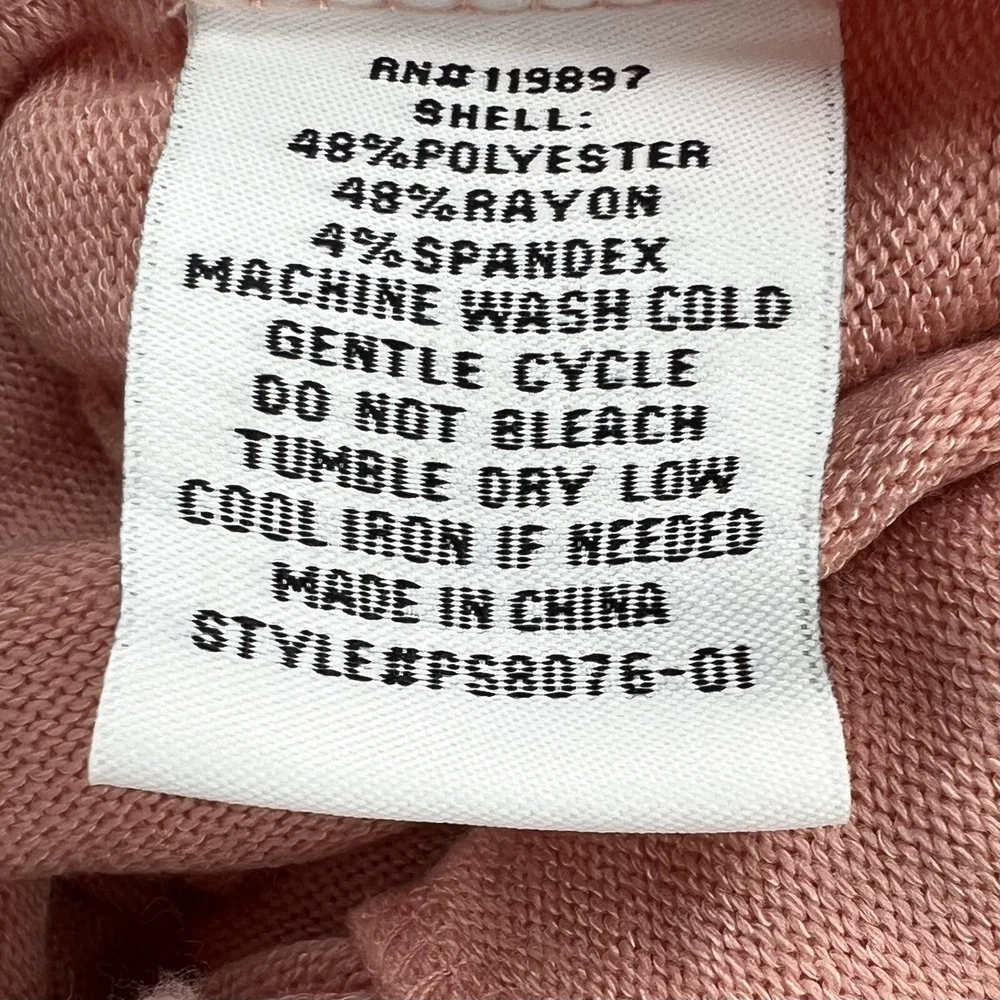 RN#119897
SHELL:
48%POLYESTER
48%RAYON
4%SPANDEX
MACHINE WASH COLD
GENTLE CYCLE
DO NOT BLEACH
TUMBLE DRY LOW
COOL IRON IF NEEDED
MADE IN CHINA
STYLE#PS8076-01